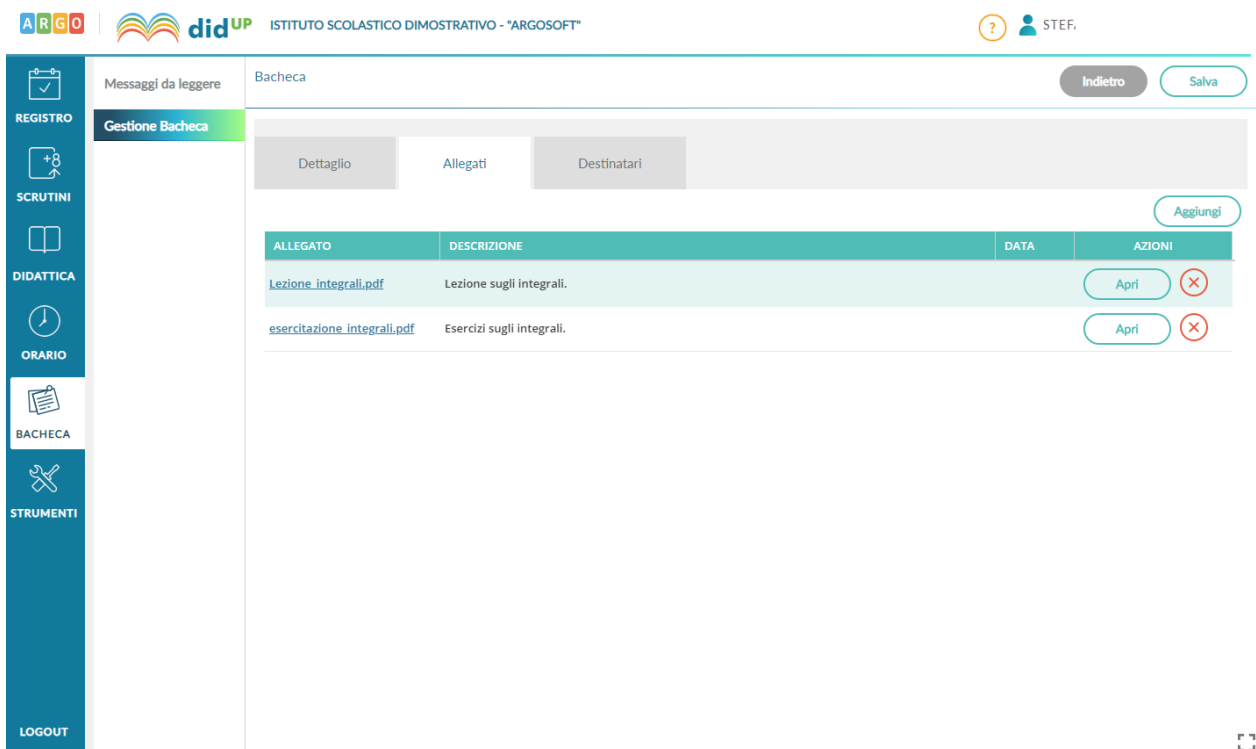 ARGO didUP ISTITUTO SCOLASTICO DIMOSTRATIVO - "ARGOSOFT" ? STEF.
REGISTRO
SCRUTINI
DIDATTICA
ORARIO
BACHECA
STRUMENTI
LOGOUT
Messaggi da leggere
Gestione Bacheca
Bacheca Indietro Salva
Dettaglio Allegati Destinatari
Aggiungi
ALLEGATO DESCRIZIONE DATA AZIONI
Lezione_integrali.pdf Lezione sugli integrali. Apri
esercitazione_integrali.pdf Esercizi sugli integrali. Apri